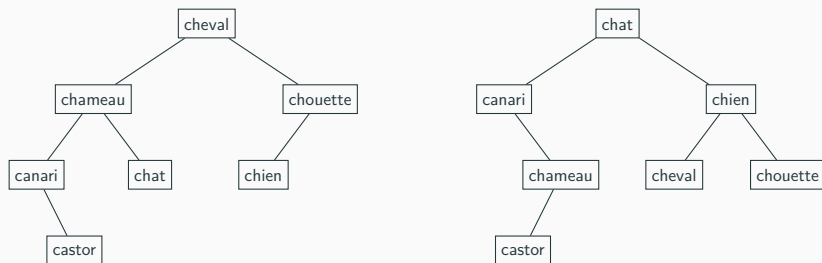 cheval chat
chameau chouette canari chien
canari chat chien chameau cheval chouette
castor castor